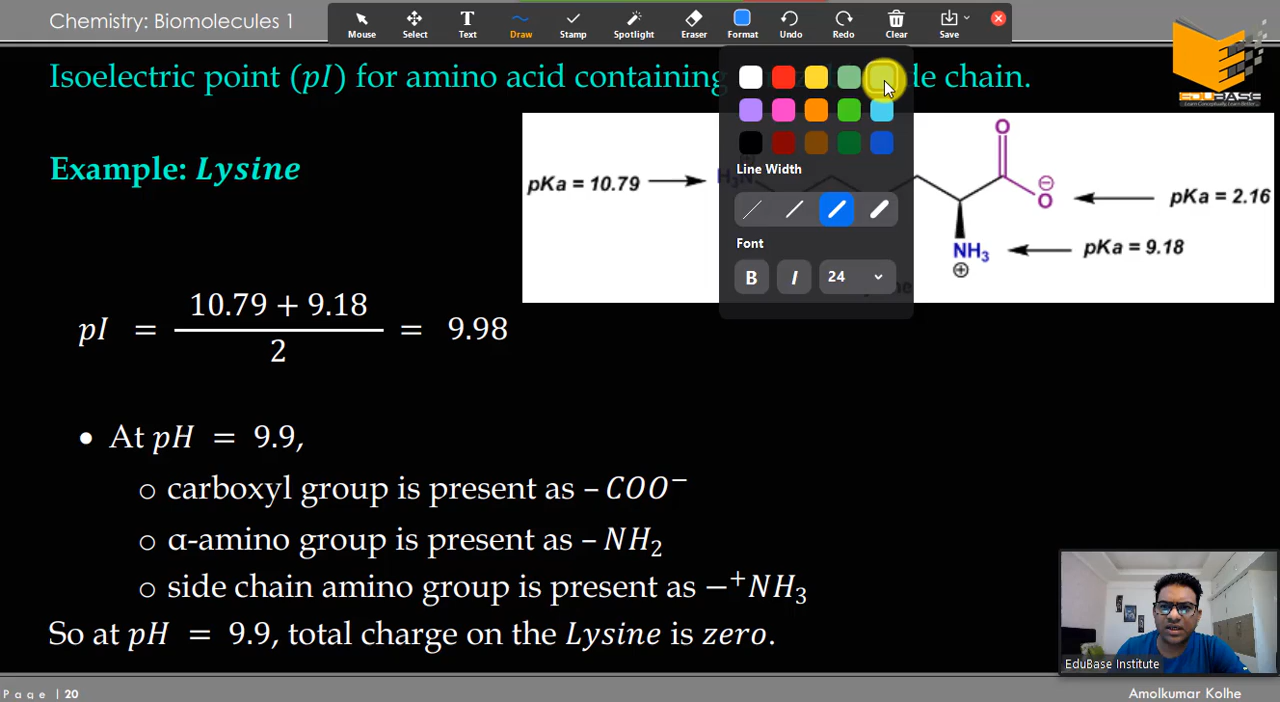 Chemistry: Biomolecules 1
Mouse Select Text Draw Stamp Spotlight Eraser Format Undo Redo Clear Save
Isoelectric point (pI) for amino acid containing de chain.
EDUBASE
Example: Lysine
pKa = 10.79
H₃N
O
O
⊖
pKa = 2.16
NH₃
⊕
pKa = 9.18
Line Width
Font
B I 24
pI = (10.79 + 9.18)/2 = 9.98
• At pH = 9.9,
o carboxyl group is present as – COO⁻
o α-amino group is present as – NH₂
o side chain amino group is present as –⁺NH₃
So at pH = 9.9, total charge on the Lysine is zero.
EduBase Institute
Page | 20
Amolkumar Kolhe